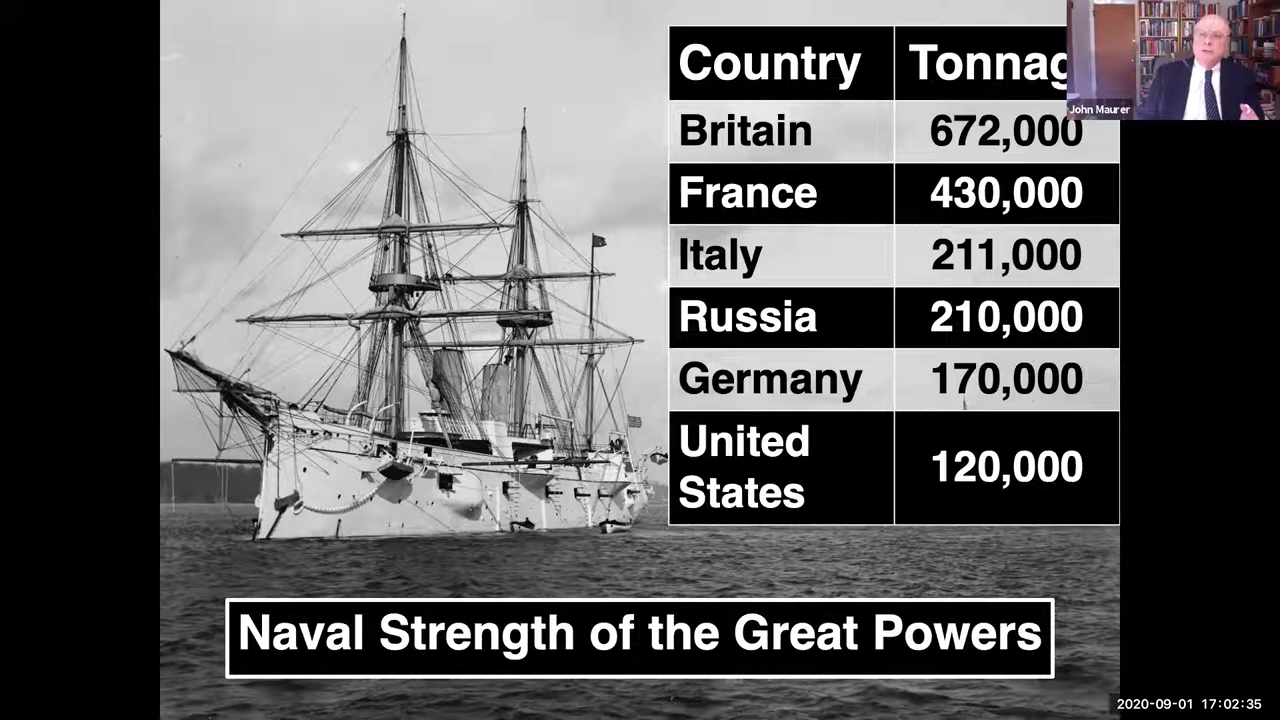 Country Tonnag
John Maurer
Britain 672,000
France 430,000
Italy 211,000
Russia 210,000
Germany 170,000
United
States 120,000
Naval Strength of the Great Powers
2020-09-01 17:02:35